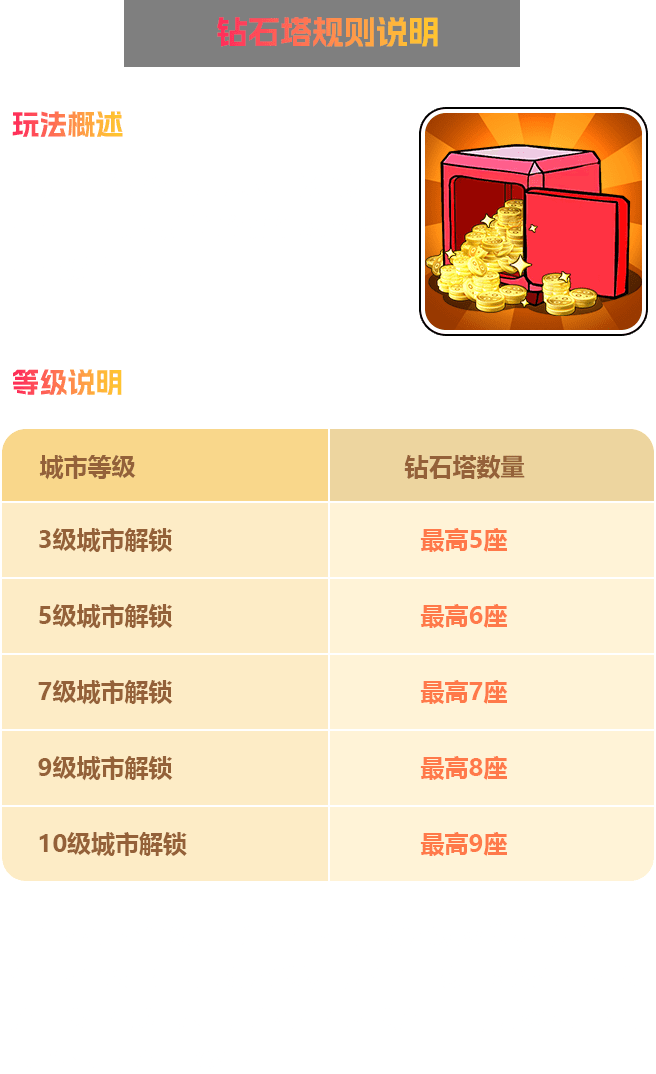 钻石塔规则说明
玩法概述
等级说明
城市等级 钻石塔数量
3级城市解锁 最高5座
5级城市解锁 最高6座
7级城市解锁 最高7座
9级城市解锁 最高8座
10级城市解锁 最高9座